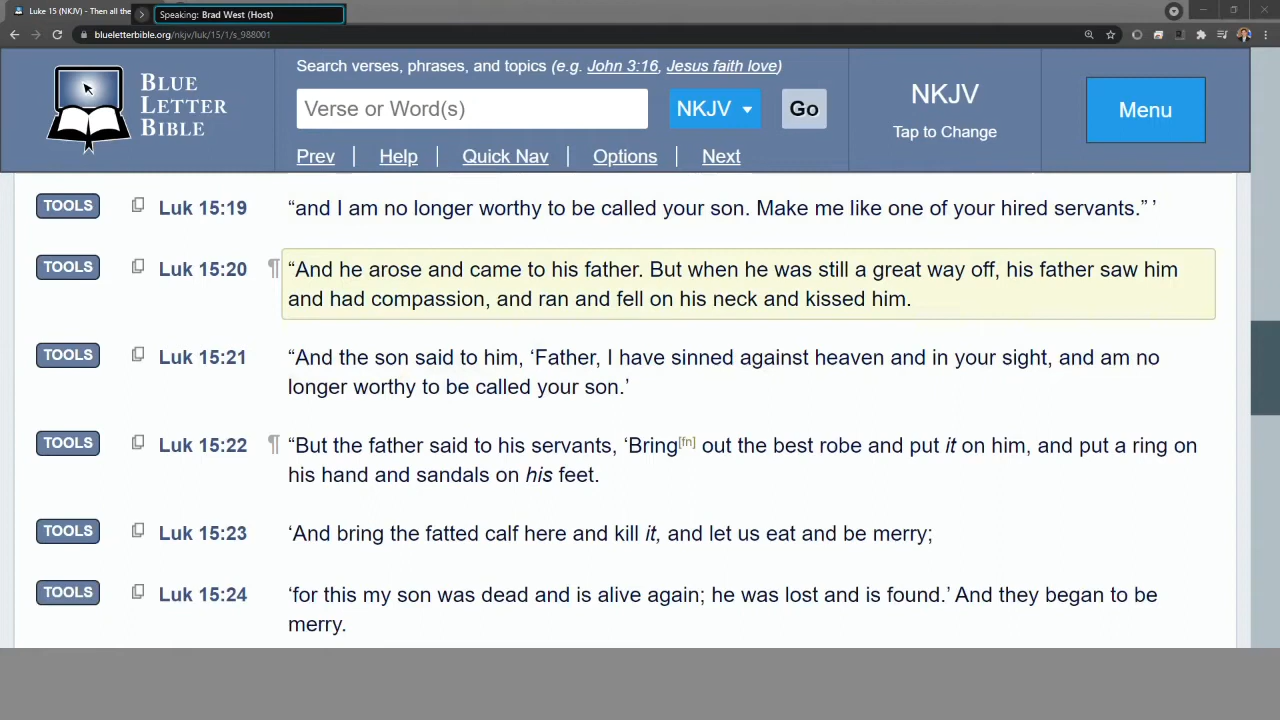 Luke 15 (NKJV) - Then all the
Speaking: Brad West (Host)
blueletterbible.org/nkjv/luk/15/1/s_988001
BLUE
LETTER
BIBLE
Search verses, phrases, and topics (e.g. John 3:16, Jesus faith love)
Verse or Word(s)
NKJV
Go
Prev | Help | Quick Nav | Options | Next
NKJV
Tap to Change
Menu
TOOLS Luk 15:19 “and I am no longer worthy to be called your son. Make me like one of your hired servants.” ’
TOOLS Luk 15:20 ¶ “And he arose and came to his father. But when he was still a great way off, his father saw him
and had compassion, and ran and fell on his neck and kissed him.
TOOLS Luk 15:21 “And the son said to him, ‘Father, I have sinned against heaven and in your sight, and am no
longer worthy to be called your son.’
TOOLS Luk 15:22 ¶ “But the father said to his servants, ‘Bring[fn] out the best robe and put it on him, and put a ring on
his hand and sandals on his feet.
TOOLS Luk 15:23 ‘And bring the fatted calf here and kill it, and let us eat and be merry;
TOOLS Luk 15:24 ‘for this my son was dead and is alive again; he was lost and is found.’ And they began to be
merry.